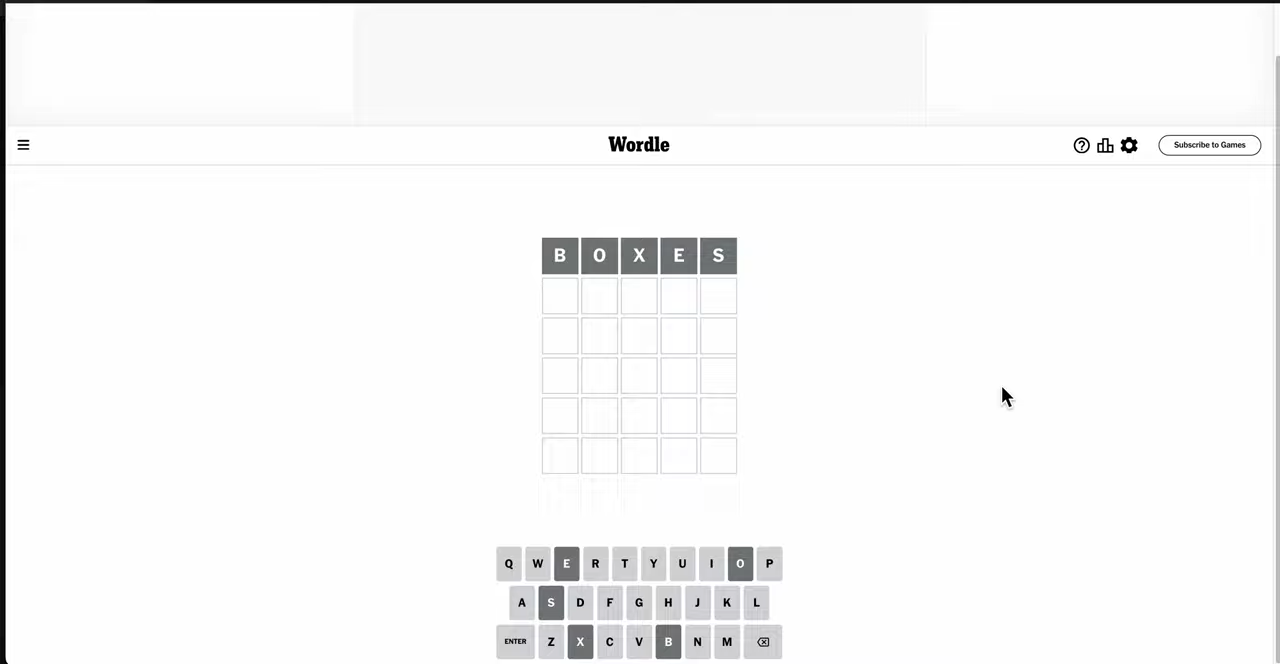 Wordle
Subscribe to Games
B O X E S
Q W E R T Y U I O P
A S D F G H J K L
ENTER Z X C V B N M